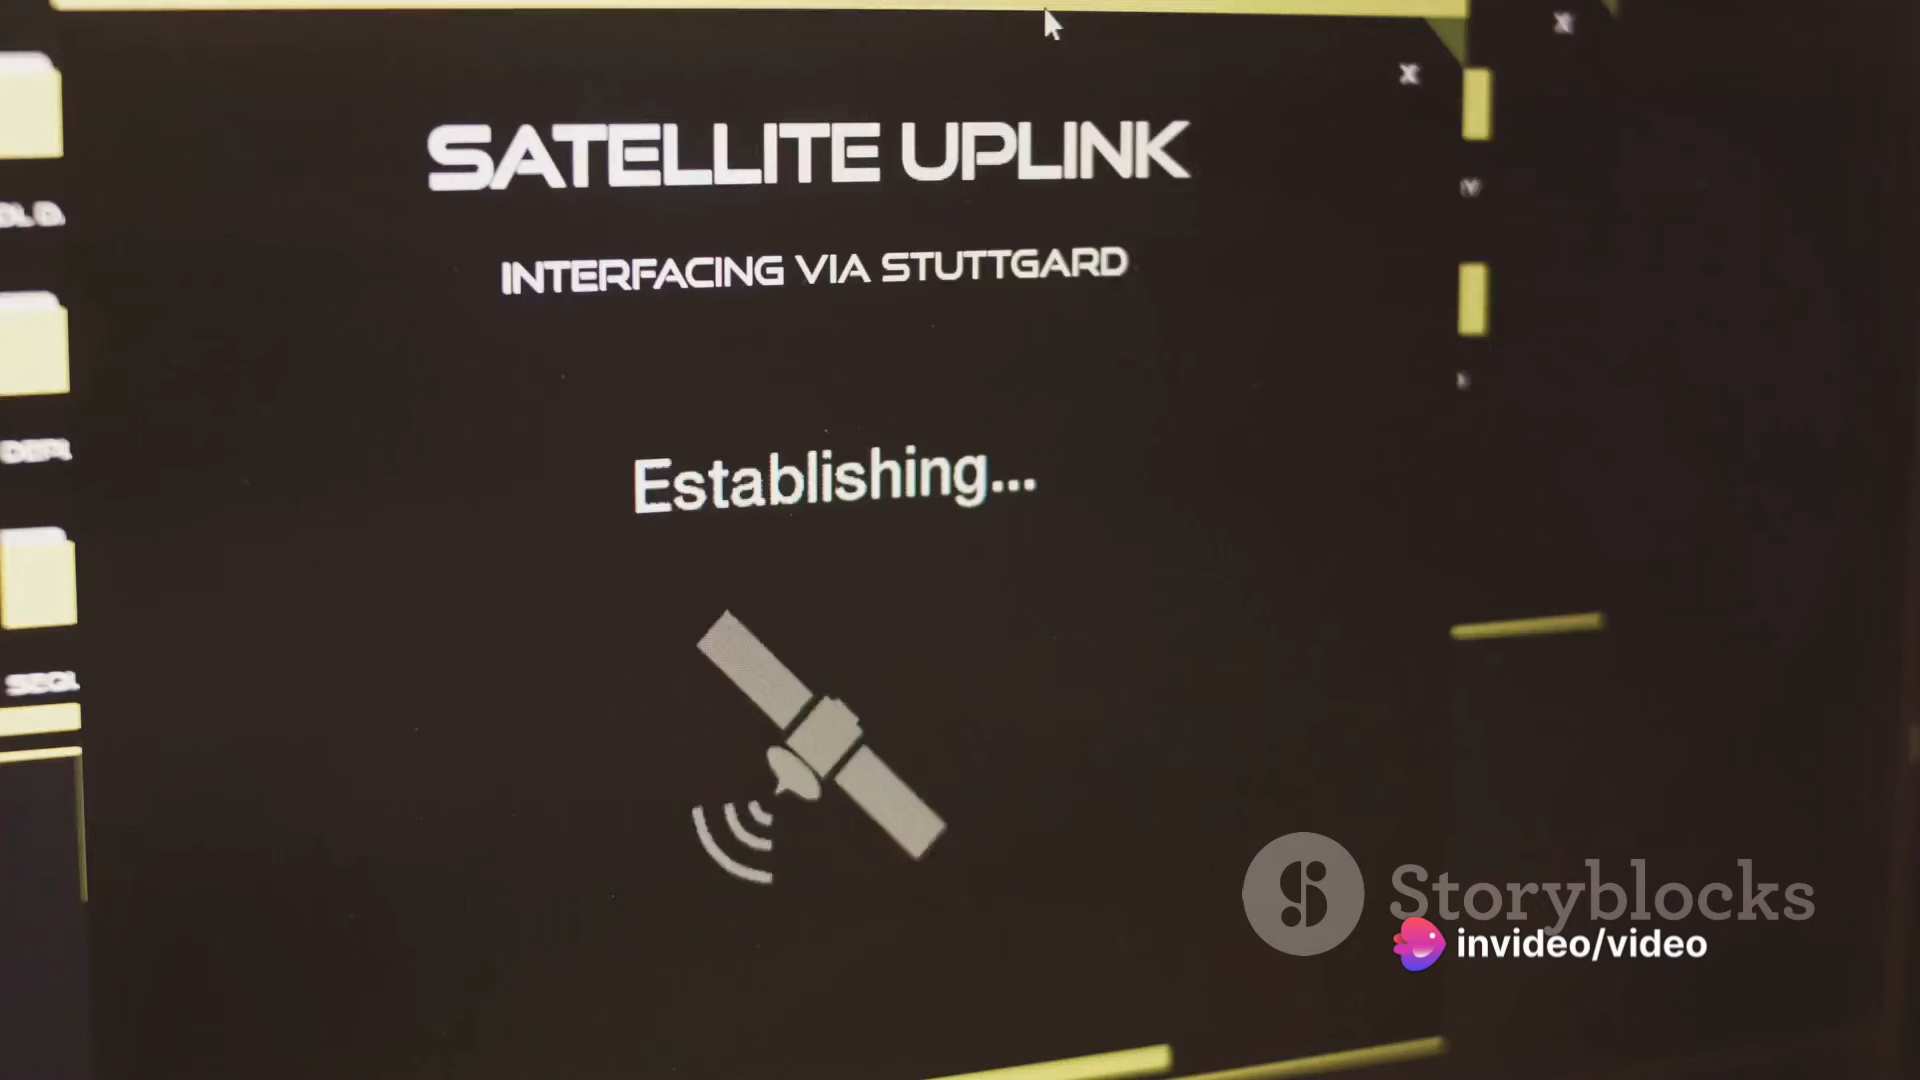 X
X
SATELLITE UPLINK
INTERFACING VIA STUTTGARD
Establishing...
Storyblocks
invideo/video